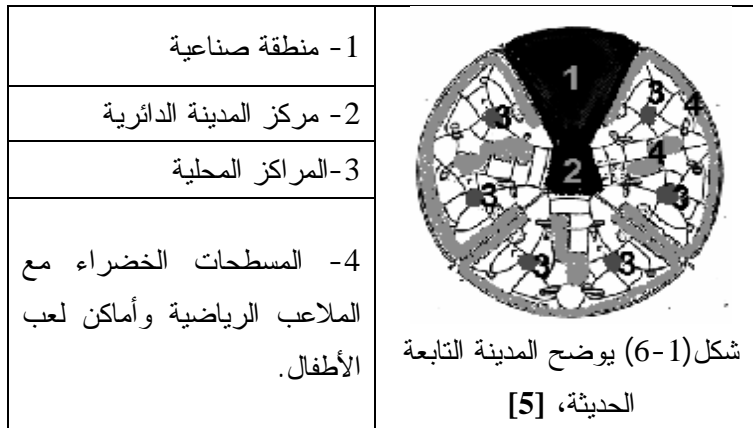 1- منطقة صناعية
2- مركز المدينة الدائرية
3-المراكز المحلية
4- المسطحات الخضراء مع
الملاعب الرياضية وأماكن لعب
الأطفال.
1
2
3
3
4
4
3
3
3
3
شكل(1-6) يوضح المدينة التابعة
الحديثة، [5]